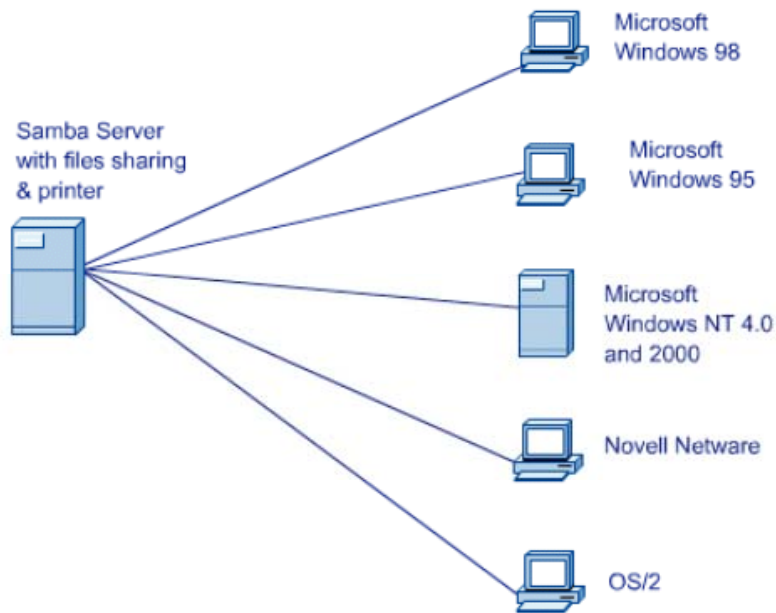 Microsoft
Windows 98
Samba Server
with files sharing
& printer
Microsoft
Windows 95
Microsoft
Windows NT 4.0
and 2000
Novell Netware
OS/2